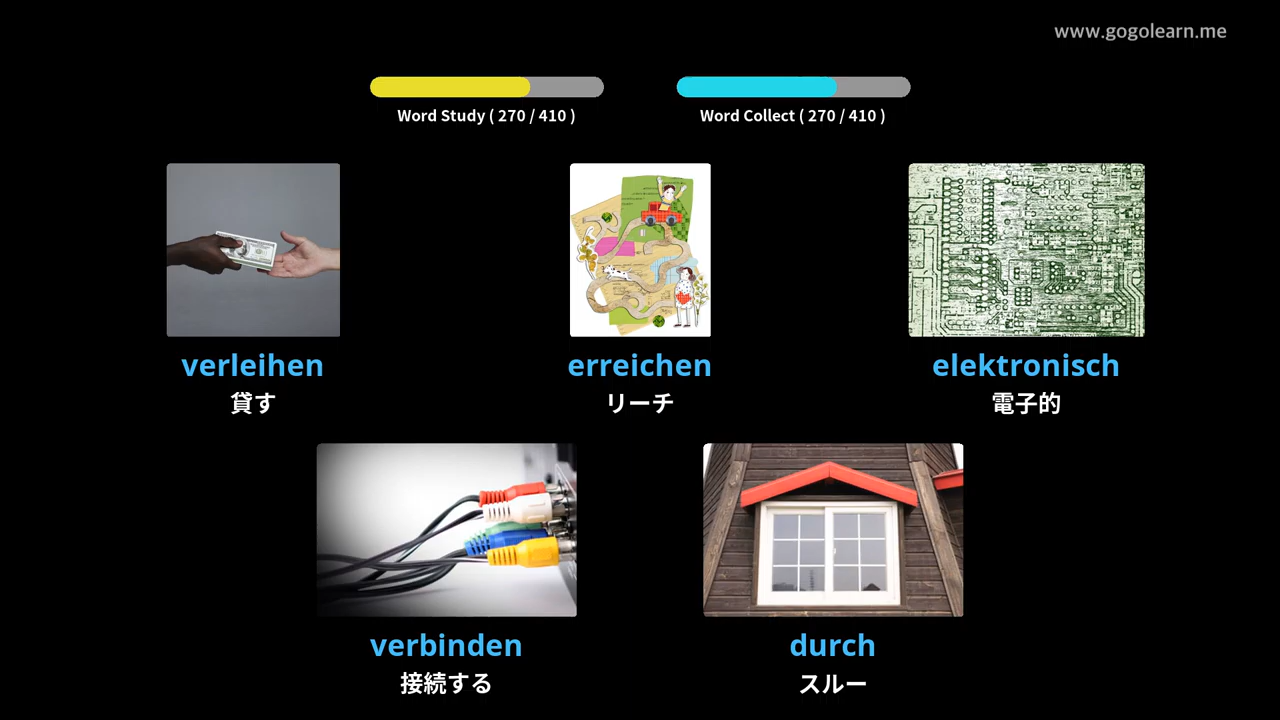 www.gogolearn.me
Word Study ( 270 / 410 )
Word Collect ( 270 / 410 )
verleihen
貸す
erreichen
リーチ
elektronisch
電子的
verbinden
接続する
durch
スルー